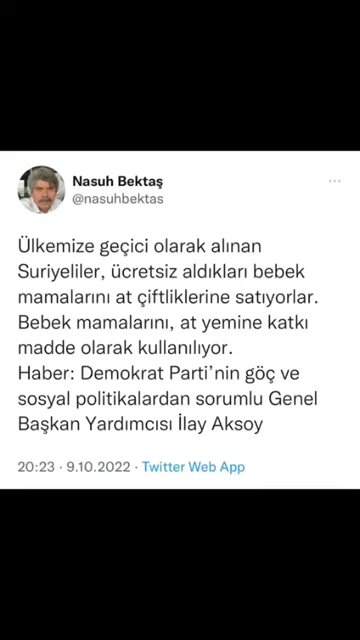 Nasuh Bektaş
@nasuhbektas
Ülkemize geçici olarak alınan
Suriyeliler, ücretsiz aldıkları bebek
mamalarını at çiftliklerine satıyorlar.
Bebek mamalarını, at yemine katkı
madde olarak kullanılıyor.
Haber: Demokrat Parti’nin göç ve
sosyal politikalardan sorumlu Genel
Başkan Yardımcısı İlay Aksoy
20:23 · 9.10.2022 · Twitter Web App